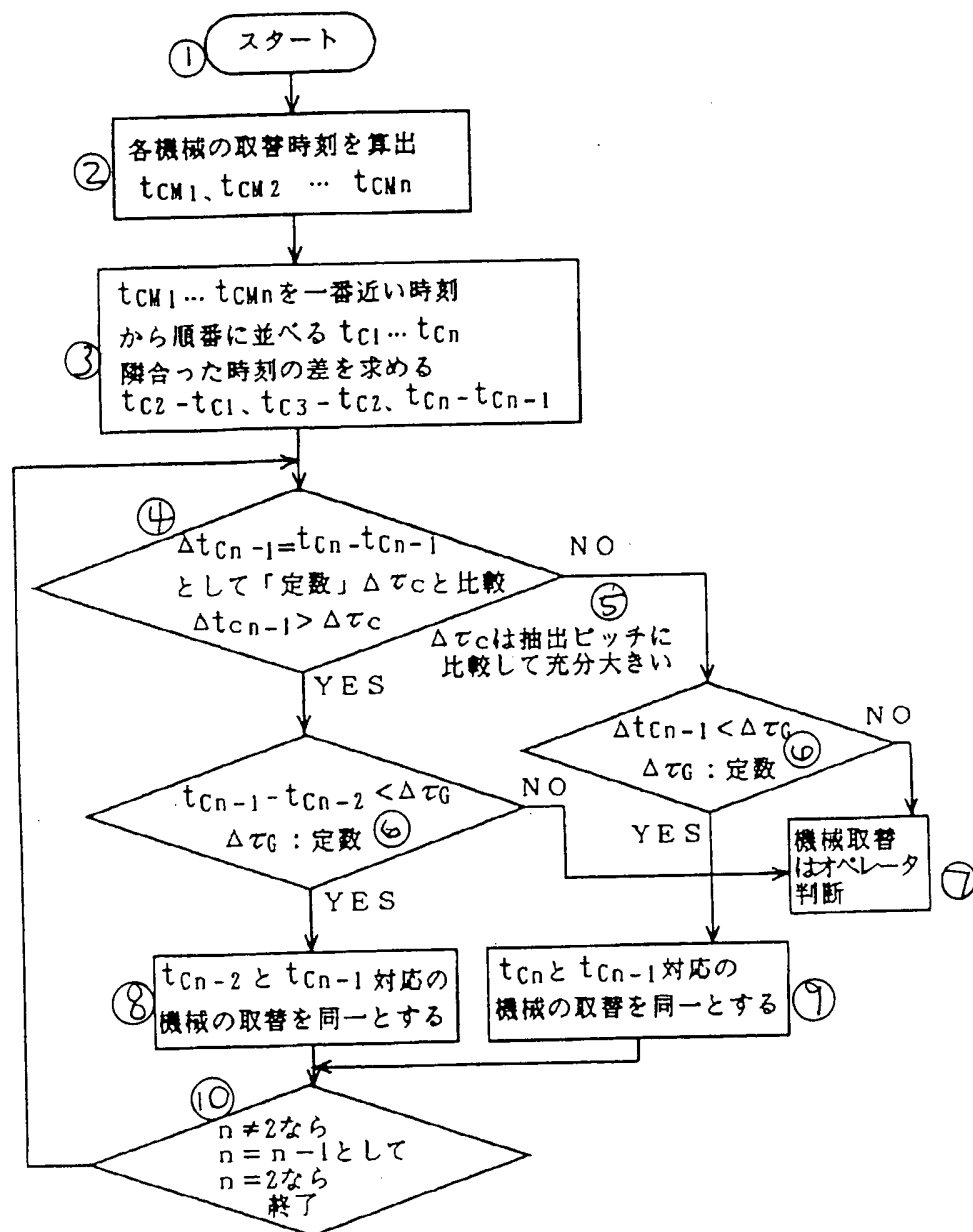 ① スタート
② 各機械の取替時刻を算出
tCM1、tCM2 … tCMn
③ tCM1…tCMnを一番近い時刻
から順番に並べる tC1…tCn
隣合った時刻の差を求める
tC2-tC1、tC3-tC2、tCn-tCn-1
④ ΔtCn-1=tCn-tCn-1
として「定数」Δτcと比較
Δtcn-1>Δτc
NO
⑤
Δτcは抽出ピッチに
比較して充分大きい
YES
ΔtCn-1<ΔτG
ΔτG:定数 ⑥
NO
YES
tCn-1-tCn-2<ΔτG
ΔτG:定数 ⑥
NO
YES
機械取替
はオペレータ
判断
⑦
⑧ tCn-2とtCn-1対応の
機械の取替を同一とする
tCnとtCn-1対応の
機械の取替を同一とする ⑨
⑩
n≠2なら
n=n-1として
n=2なら
終了